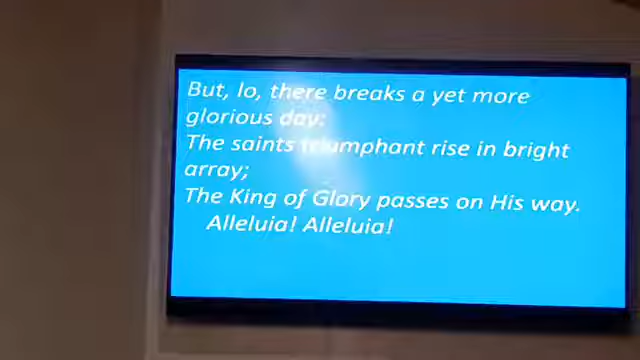 But, lo, there breaks a yet more
glorious day:
The saints triumphant rise in bright
array;
The King of Glory passes on His way.
Alleluia! Alleluia!